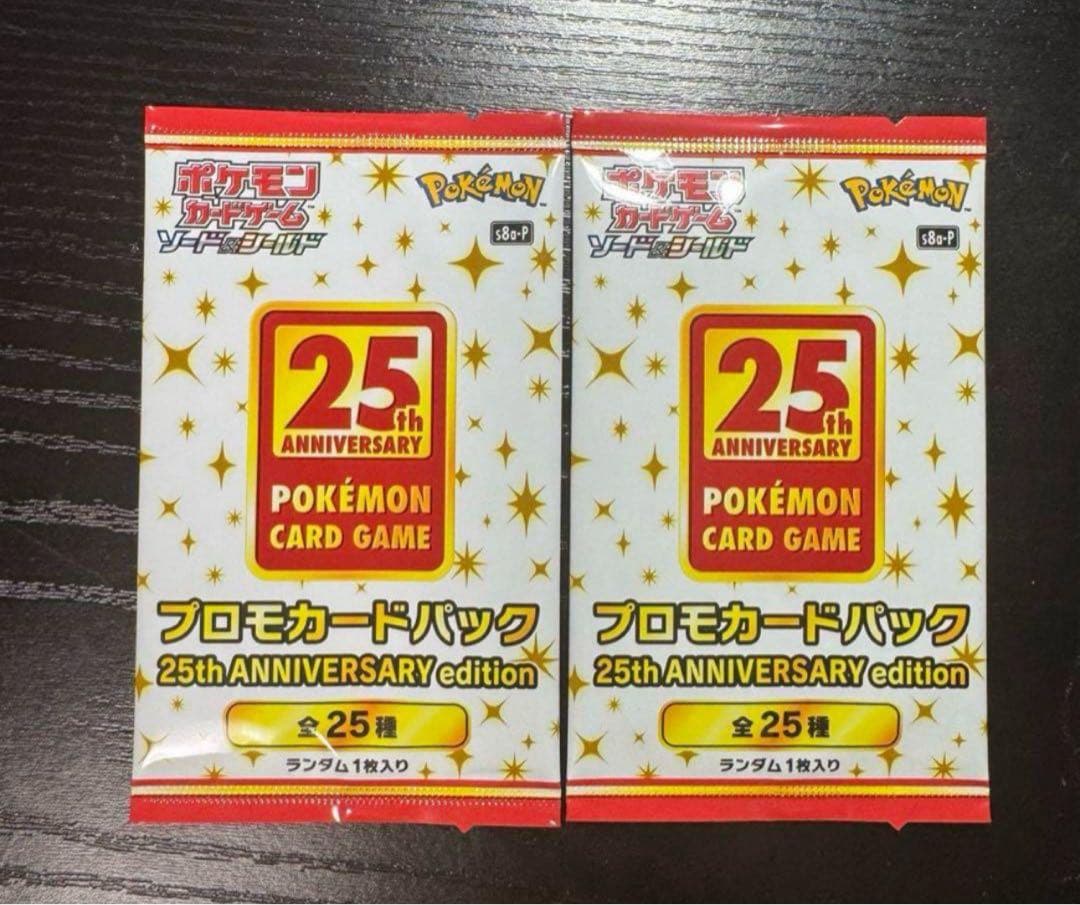 ポケモン
カードゲーム
ソード&シールド
POKéMON
s8a-P
25th
ANNIVERSARY
POKÉMON
CARD GAME
プロモカードパック
25th ANNIVERSARY edition
全25種
ランダム1枚入り
ポケモン
カードゲーム
ソード&シールド
POKéMON
s8a-P
25th
ANNIVERSARY
POKÉMON
CARD GAME
プロモカードパック
25th ANNIVERSARY edition
全25種
ランダム1枚入り